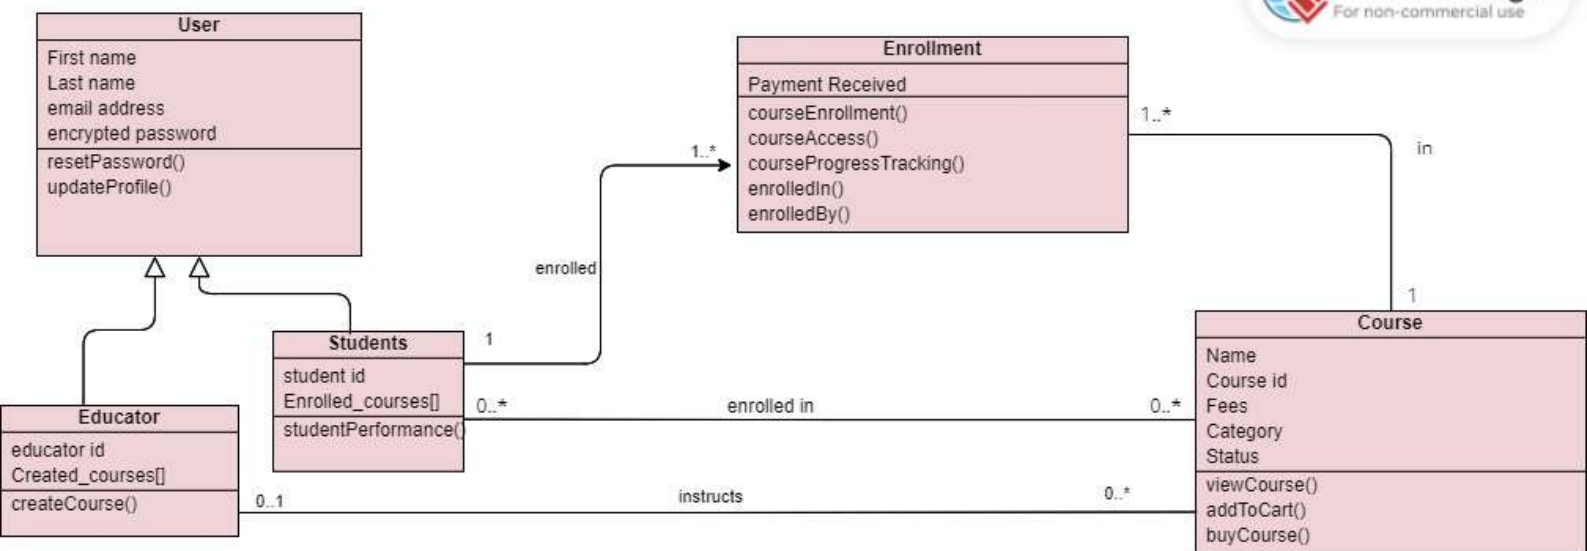 User
First name
Last name
email address
encrypted password
resetPassword()
updateProfile()
For non-commercial use
Enrollment
Payment Received
courseEnrollment()
courseAccess()
courseProgressTracking()
enrolledIn()
enrolledBy()
1..*
1..*
in
enrolled
1
1
Students
student id
Enrolled_courses[]
studentPerformance()
0..*
enrolled in
0..*
Course
Name
Course id
Fees
Category
Status
viewCourse()
addToCart()
buyCourse()
Educator
educator id
Created_courses[]
createCourse()
0..1
instructs
0..*